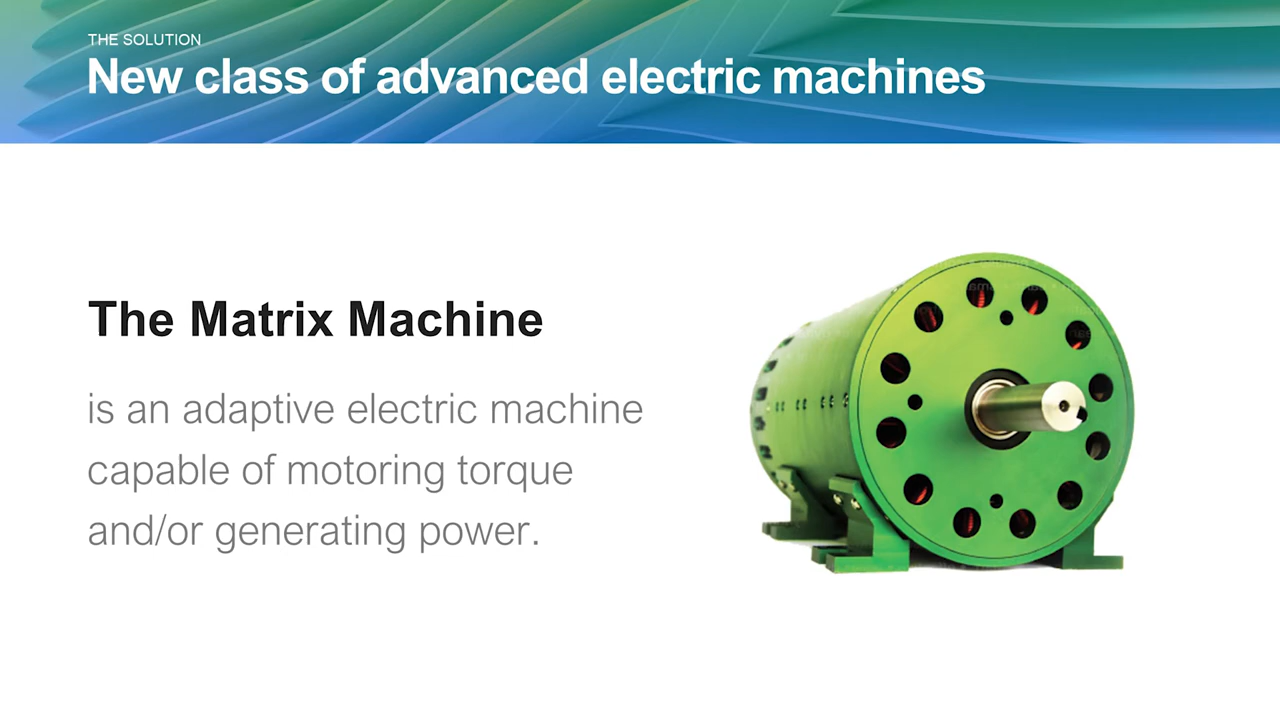 THE SOLUTION
New class of advanced electric machines
The Matrix Machine
is an adaptive electric machine
capable of motoring torque
and/or generating power.